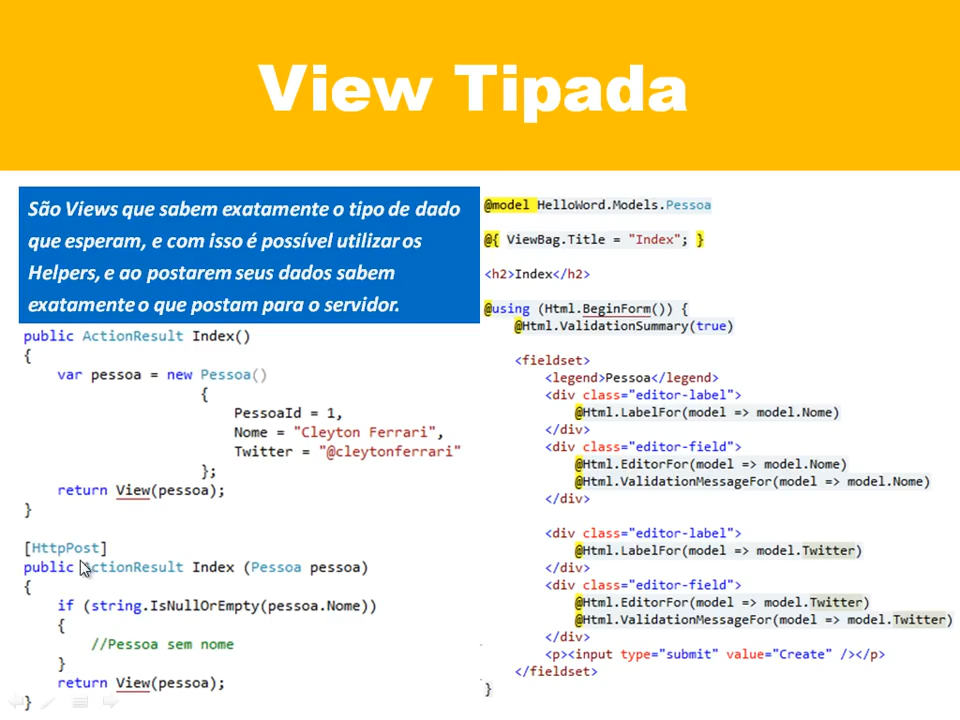 View Tipada
São Views que sabem exatamente o tipo de dado
que esperam, e com isso é possível utilizar os
Helpers, e ao postarem seus dados sabem
exatamente o que postam para o servidor.
public ActionResult Index()
{
    var pessoa = new Pessoa()
                       {
                           PessoaId = 1,
                           Nome = "Cleyton Ferrari",
                           Twitter = "@cleytonferrari"
                       };
    return View(pessoa);
}
[HttpPost]
public ActionResult Index (Pessoa pessoa)
{
    if (string.IsNullOrEmpty(pessoa.Nome))
    {
        //Pessoa sem nome
    }
    return View(pessoa);
}
@model HelloWord.Models.Pessoa
@{ ViewBag.Title = "Index"; }
<h2>Index</h2>
@using (Html.BeginForm()) {
    @Html.ValidationSummary(true)
    <fieldset>
        <legend>Pessoa</legend>
        <div class="editor-label">
            @Html.LabelFor(model => model.Nome)
        </div>
        <div class="editor-field">
            @Html.EditorFor(model => model.Nome)
            @Html.ValidationMessageFor(model => model.Nome)
        </div>
        <div class="editor-label">
            @Html.LabelFor(model => model.Twitter)
        </div>
        <div class="editor-field">
            @Html.EditorFor(model => model.Twitter)
            @Html.ValidationMessageFor(model => model.Twitter)
        </div>
        <p><input type="submit" value="Create" /></p>
    </fieldset>
}